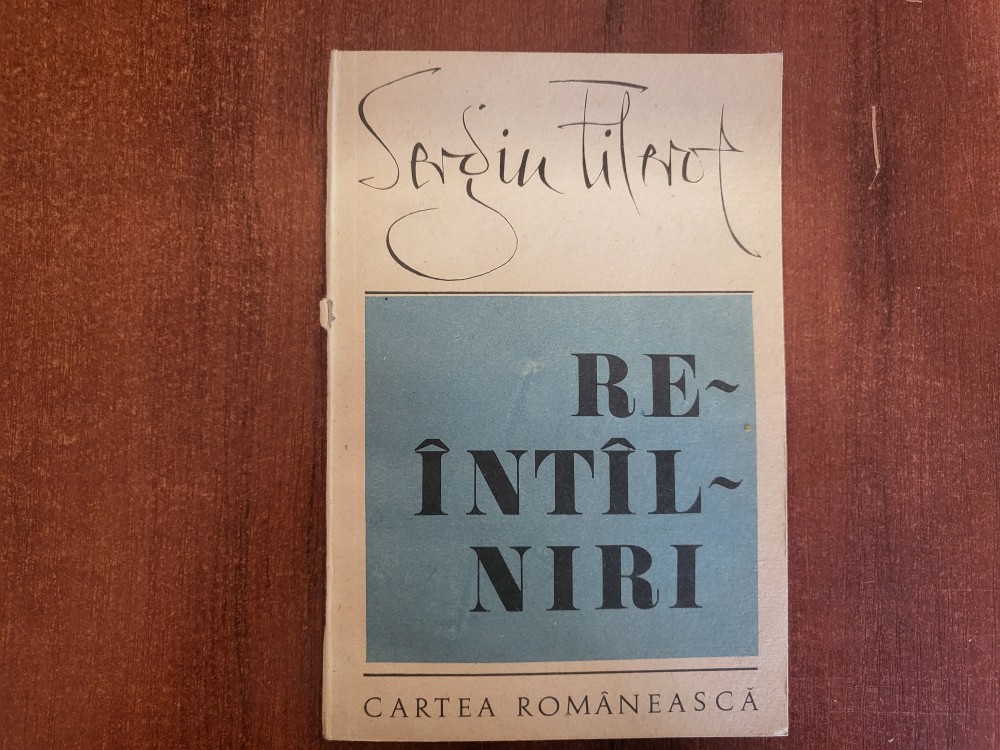 Sergiu Filerot
RE~
ÎNTÎL~
NIRI
CARTEA ROMÂNEASCĂ